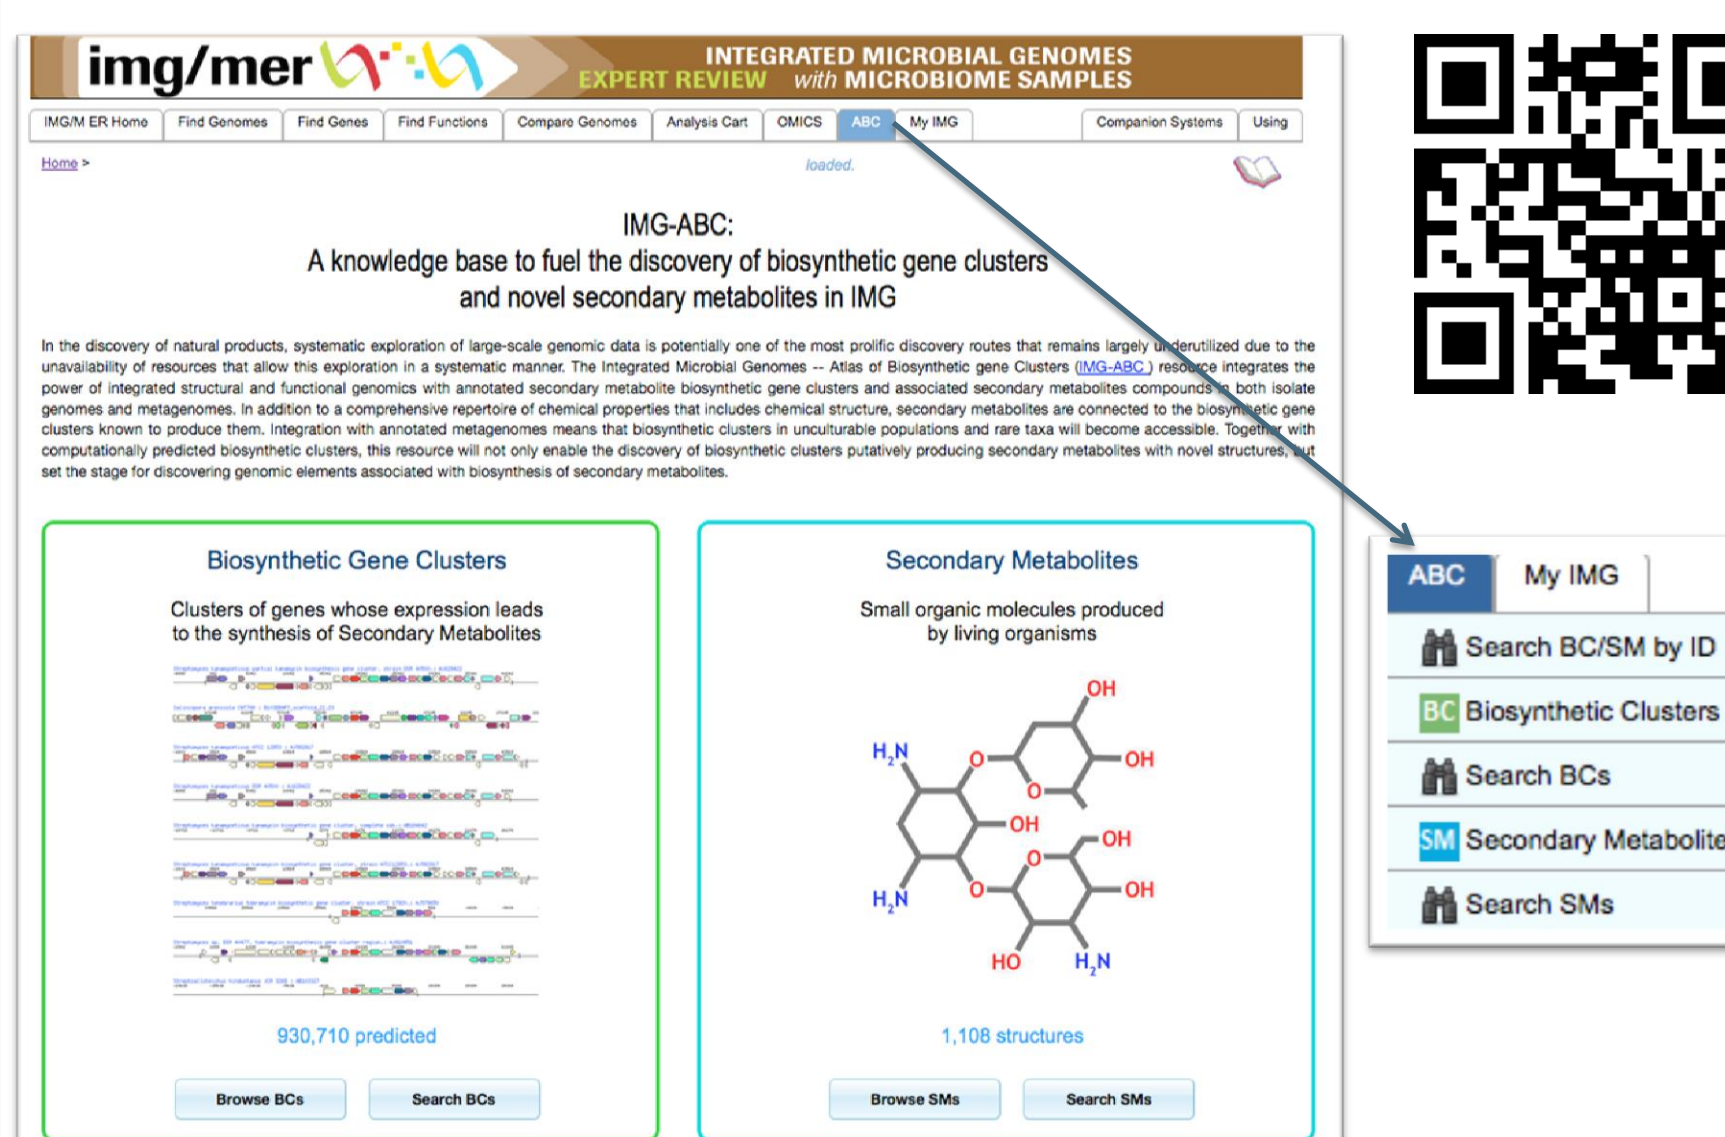 img/mer
INTEGRATED MICROBIAL GENOMES
EXPERT REVIEW with MICROBIOME SAMPLES
IMG/M ER Home Find Genomes Find Genes Find Functions Compare Genomes Analysis Cart OMICS ABC My IMG Companion Systems Using
Home > loaded.
IMG-ABC:
A knowledge base to fuel the discovery of biosynthetic gene clusters
and novel secondary metabolites in IMG
In the discovery of natural products, systematic exploration of large-scale genomic data is potentially one of the most prolific discovery routes that remains largely underutilized due to the
unavailability of resources that allow this exploration in a systematic manner. The Integrated Microbial Genomes -- Atlas of Biosynthetic gene Clusters (IMG-ABC ) resource integrates the
power of integrated structural and functional genomics with annotated secondary metabolite biosynthetic gene clusters and associated secondary metabolites compounds in both isolate
genomes and metagenomes. In addition to a comprehensive repertoire of chemical properties that includes chemical structure, secondary metabolites are connected to the biosynthetic gene
clusters known to produce them. Integration with annotated metagenomes means that biosynthetic clusters in unculturable populations and rare taxa will become accessible. Together with
computationally predicted biosynthetic clusters, this resource will not only enable the discovery of biosynthetic clusters putatively producing secondary metabolites with novel structures, but
set the stage for discovering genomic elements associated with biosynthesis of secondary metabolites.
Biosynthetic Gene Clusters
Clusters of genes whose expression leads
to the synthesis of Secondary Metabolites
930,710 predicted
Browse BCs Search BCs
Secondary Metabolites
Small organic molecules produced
by living organisms
OH
H₂N O OH
O
OH
OH
O
H₂N O OH
HO H₂N
1,108 structures
Browse SMs Search SMs
ABC My IMG
Search BC/SM by ID
BC Biosynthetic Clusters
Search BCs
SM Secondary Metabolite
Search SMs